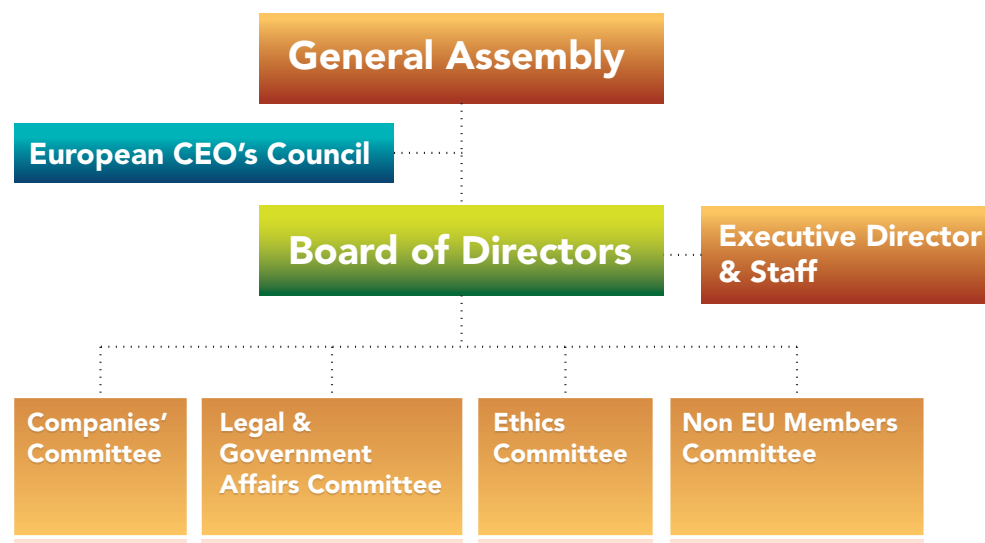 General Assembly
European CEO’s Council
Board of Directors
Executive Director
& Staff
Companies’
Committee
Legal &
Government
Affairs Committee
Ethics
Committee
Non EU Members
Committee